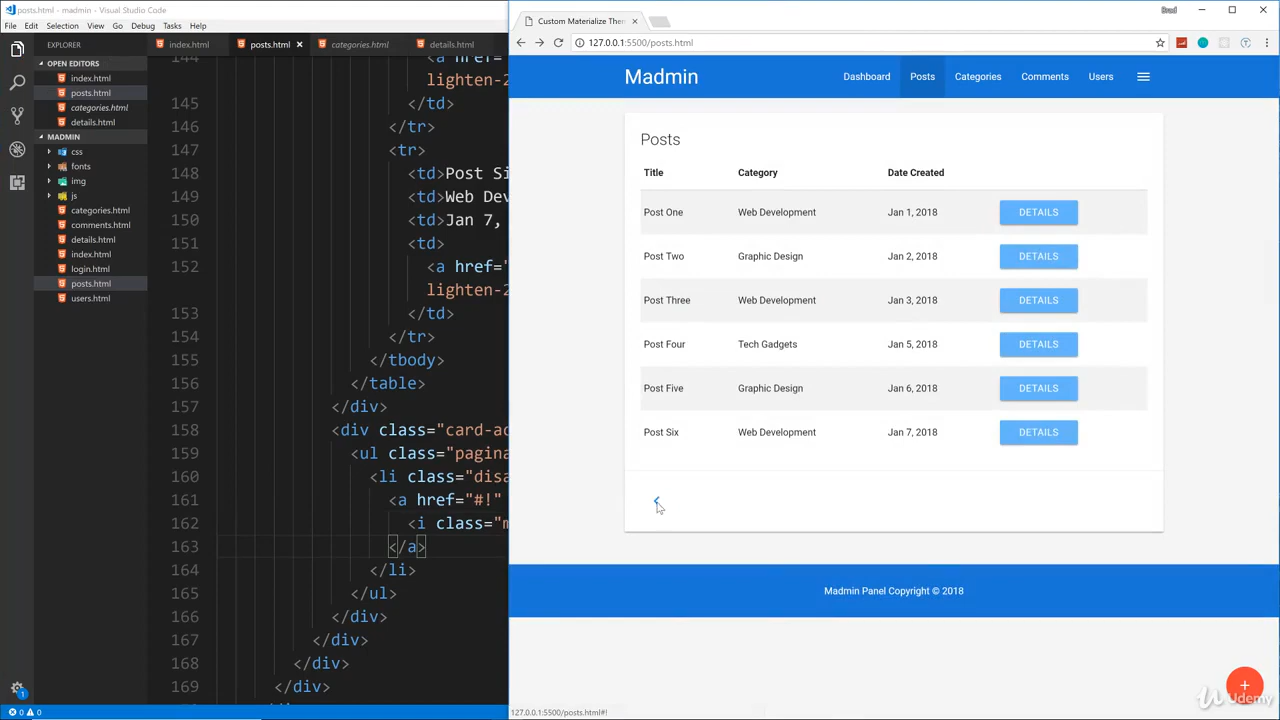 posts.html - madmin - Visual Studio Code
File Edit Selection View Go Debug Tasks Help
EXPLORER
OPEN EDITORS
index.html
posts.html
categories.html
details.html
MADMIN
css
fonts
img
js
categories.html
comments.html
details.html
index.html
login.html
posts.html
users.html
1
0 0
index.html posts.html categories.html details.html
144 <a href="
lighten-2
145 </td>
146 </tr>
147 <tr>
148 <td>Post Si
149 <td>Web Dev
150 <td>Jan 7,
151 <td>
152 <a href="
lighten-2
153 </td>
154 </tr>
155 </tbody>
156 </table>
157 </div>
158 <div class="card-ac
159 <ul class="pagina
160 <li class="disa
161 <a href="#!"
162 <i class="m
163 </a>
164 </li>
165 </ul>
166 </div>
167 </div>
168 </div>
169 </div>
Custom Materialize The
Brad
127.0.0.1:5500/posts.html
Madmin Dashboard Posts Categories Comments Users
Posts
Title Category Date Created
Post One Web Development Jan 1, 2018 DETAILS
Post Two Graphic Design Jan 2, 2018 DETAILS
Post Three Web Development Jan 3, 2018 DETAILS
Post Four Tech Gadgets Jan 5, 2018 DETAILS
Post Five Graphic Design Jan 6, 2018 DETAILS
Post Six Web Development Jan 7, 2018 DETAILS
Madmin Panel Copyright © 2018
+
Udemy
127.0.0.1:5500/posts.html#!